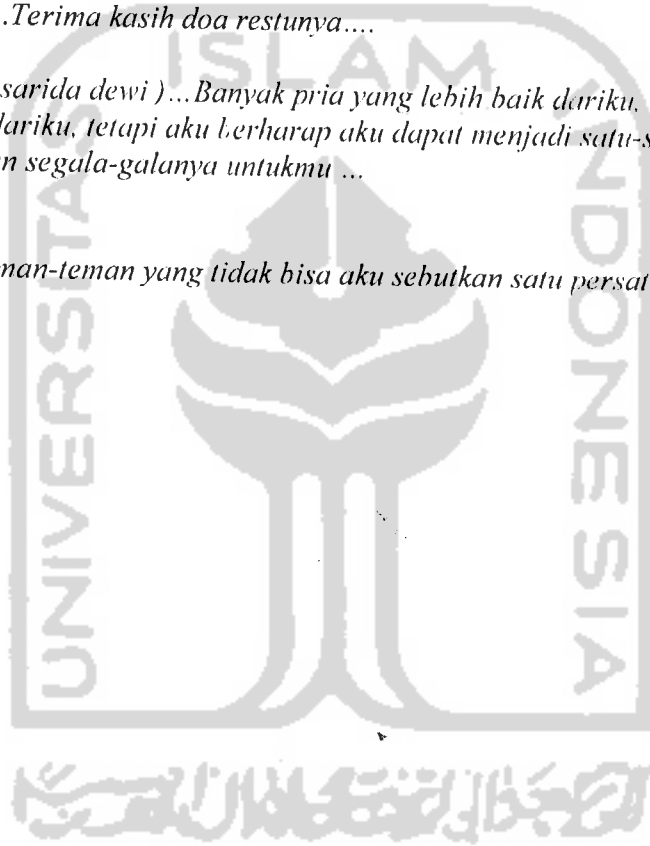 .Terima kasih doa restunya....
sarida dewi )...Banyak pria yang lebih baik dariku,
dariku, tetapi aku berharap aku dapat menjadi satu-s
n segala-galanya untukmu ...
man-teman yang tidak bisa aku sebutkan satu persat
UNIVERSITAS
ISLAM
INDONESIA